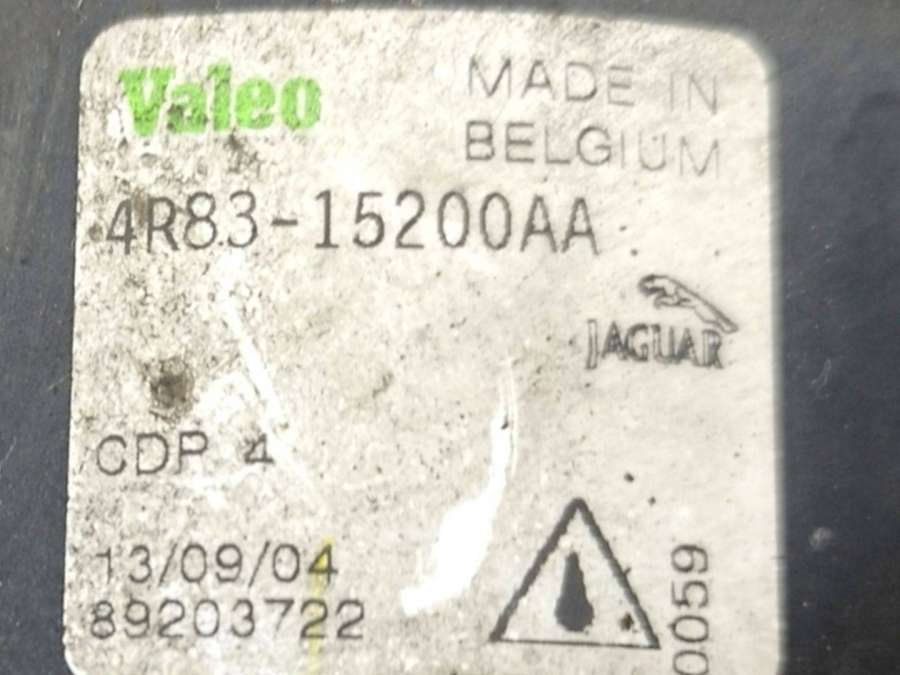 Valeo
MADE IN
BELGIUM
4R83-15200AA
JAGUAR
CDP 4
13/09/04
89203722
0059